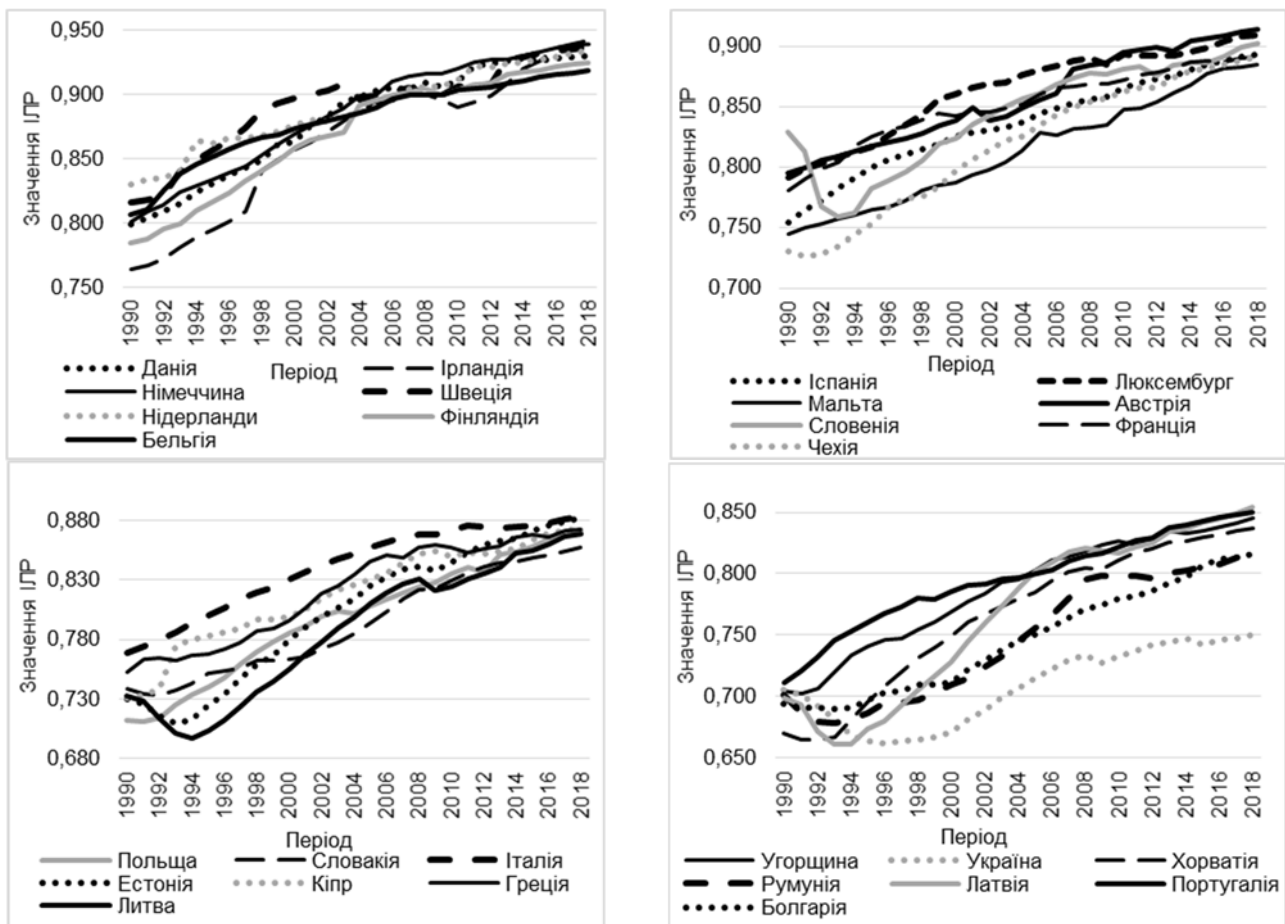 Значення ІЛР
0,950
0,900
0,850
0,800
0,750
1990
1992
1994
1996
1998
2000
2002
2004
2006
2008
2010
2012
2014
2016
2018
Період
Данія
Ірландія
Німеччина
Швеція
Нідерланди
Фінляндія
Бельгія
Значення ІЛР
0,900
0,850
0,800
0,750
0,700
1990
1992
1994
1996
1998
2000
2002
2004
2006
2008
2010
2012
2014
2016
2018
Період
Іспанія
Люксембург
Мальта
Австрія
Словенія
Франція
Чехія
Значення ІЛР
0,880
0,830
0,780
0,730
0,680
1990
1992
1994
1996
1998
2000
2002
2004
2006
2008
2010
2012
2014
2016
2018
Період
Польща
Словакія
Італія
Естонія
Кіпр
Греція
Литва
Значення ІЛР
0,850
0,800
0,750
0,700
0,650
1990
1992
1994
1996
1998
2000
2002
2004
2006
2008
2010
2012
2014
2016
2018
Період
Угорщина
Україна
Хорватія
Румунія
Латвія
Португалія
Болгарія